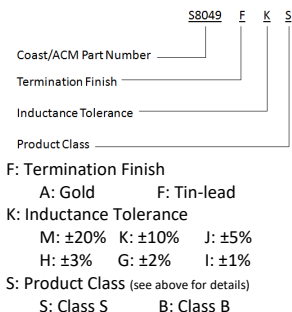 S8049 F K S
Coast/ACM Part Number
Termination Finish
Inductance Tolerance
Product Class
F: Termination Finish
A: Gold F: Tin-lead
K: Inductance Tolerance
M: ±20% K: ±10% J: ±5%
H: ±3% G: ±2% I: ±1%
S: Product Class (see above for details)
S: Class S B: Class B